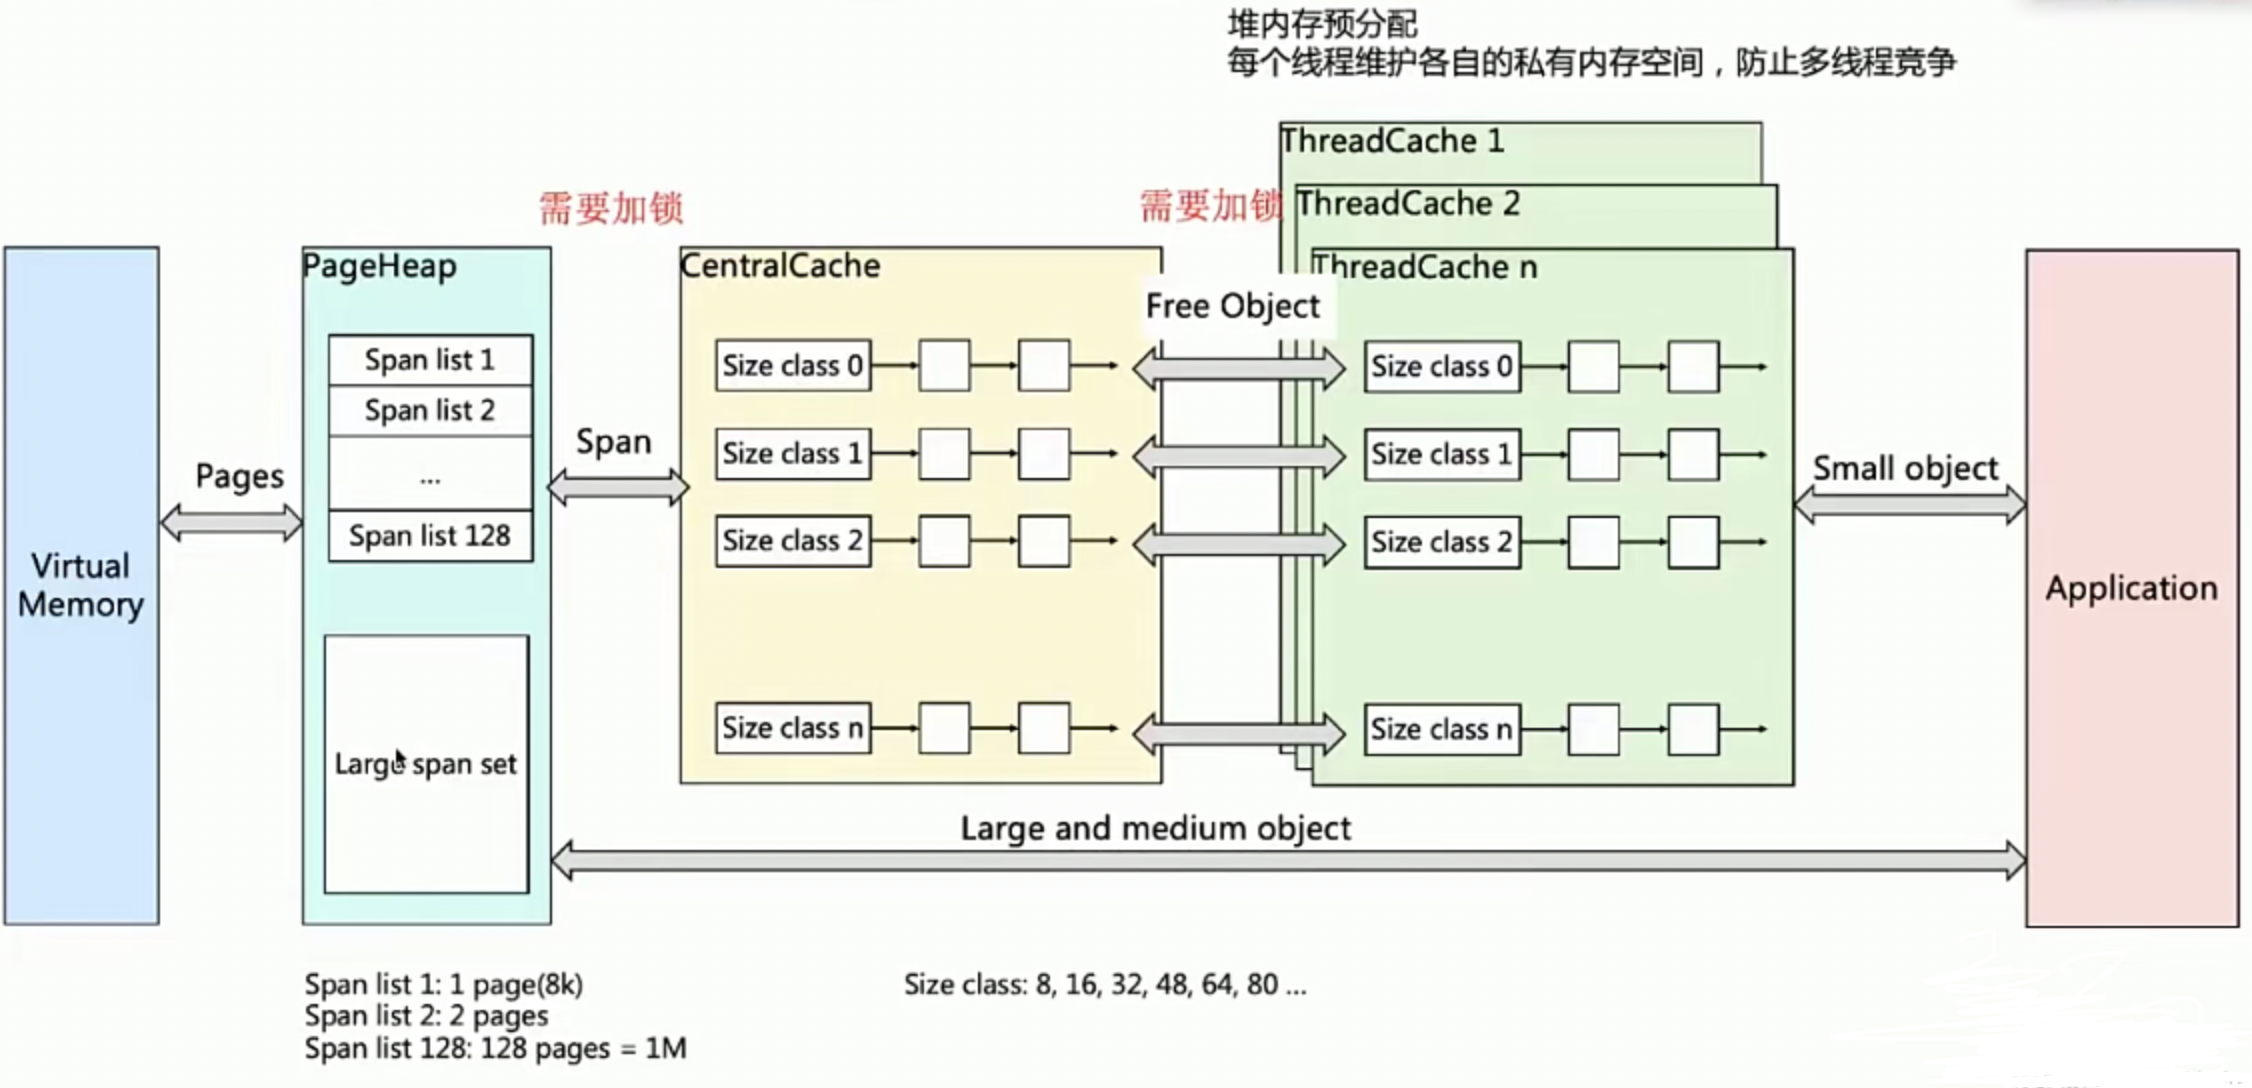 堆内存预分配
每个线程维护各自的私有内存空间，防止多线程竞争
需要加锁
需要加锁
ThreadCache 1
ThreadCache 2
ThreadCache n
PageHeap
CentralCache
Free Object
Span list 1
Span list 2
...
Span list 128
Large span set
Pages
Span
Virtual
Memory
Size class 0
Size class 1
Size class 2
Size class n
Size class 0
Size class 1
Size class 2
Size class n
Small object
Application
Large and medium object
Span list 1: 1 page(8k)
Span list 2: 2 pages
Span list 128: 128 pages = 1M
Size class: 8, 16, 32, 48, 64, 80 ...